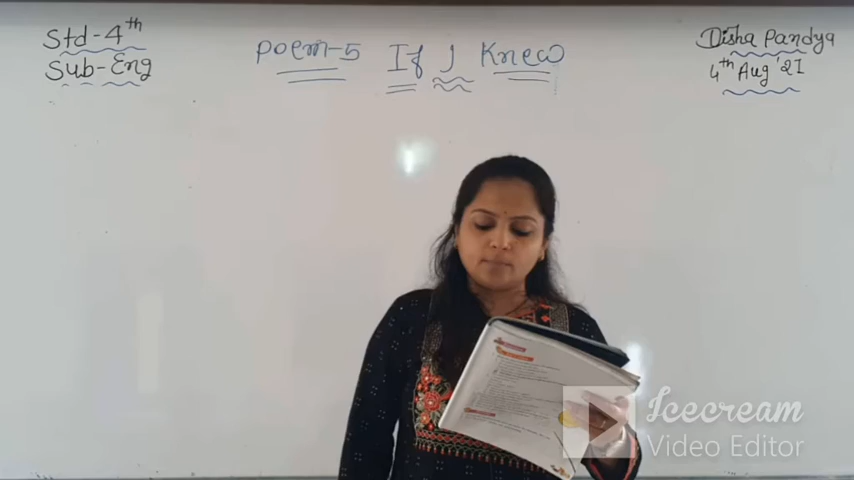 Std-4th
Sub-Eng
Poem-5 If I Knew
Disha Pandya
4th Aug'21
Icecream
Video Editor